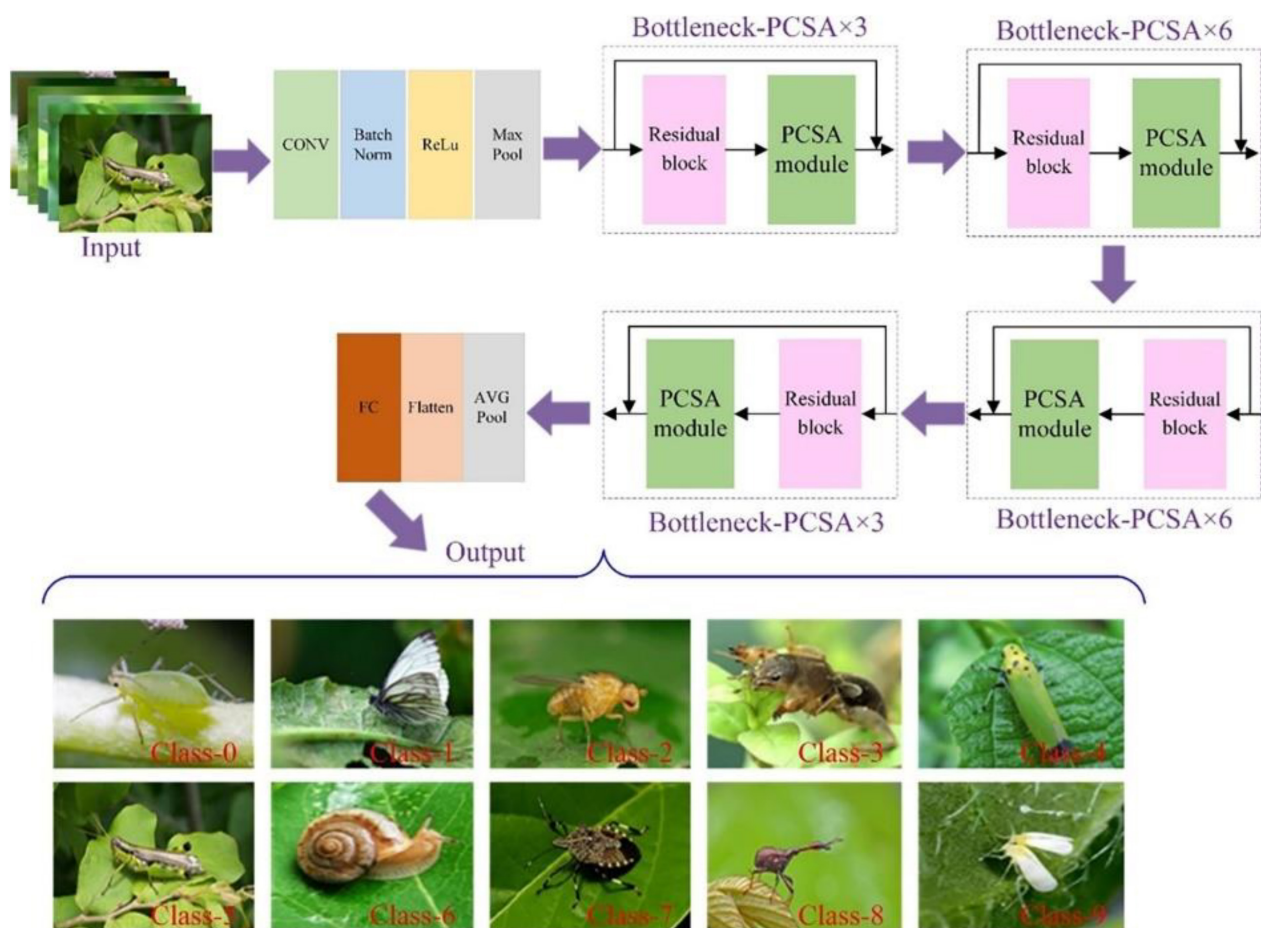 Bottleneck-PCSA×3
Bottleneck-PCSA×6
Input
CONV
Batch
Norm
ReLu
Max
Pool
Residual
block
PCSA
module
Residual
block
PCSA
module
FC
Flatten
AVG
Pool
PCSA
module
Residual
block
PCSA
module
Residual
block
Bottleneck-PCSA×3
Bottleneck-PCSA×6
Output
Class-0
Class-1
Class-2
Class-3
Class-4
Class-5
Class-6
Class-7
Class-8
Class-9